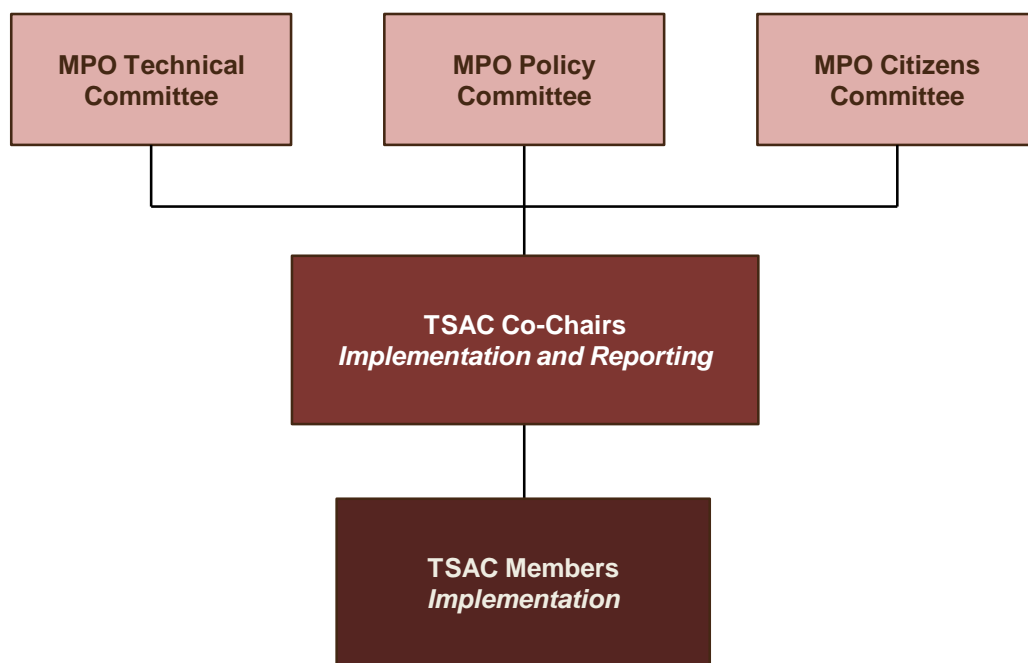 MPO Technical
Committee
MPO Policy
Committee
MPO Citizens
Committee
TSAC Co-Chairs
Implementation and Reporting
TSAC Members
Implementation